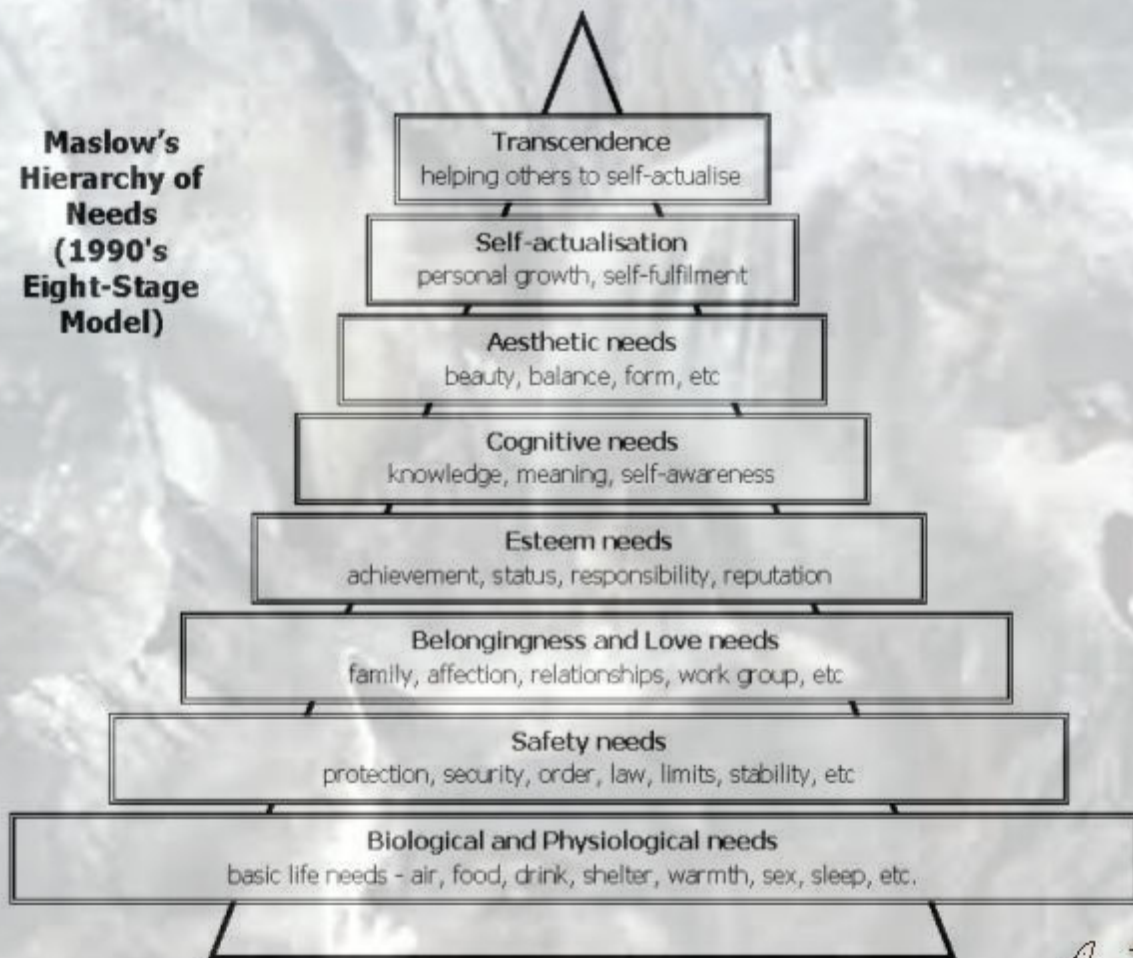 Maslow's
Hierarchy of
Needs
(1990's
Eight-Stage
Model)
Transcendence
helping others to self-actualise
Self-actualisation
personal growth, self-fulfilment
Aesthetic needs
beauty, balance, form, etc
Cognitive needs
knowledge, meaning, self-awareness
Esteem needs
achievement, status, responsibility, reputation
Belongingness and Love needs
family, affection, relationships, work group, etc
Safety needs
protection, security, order, law, limits, stability, etc
Biological and Physiological needs
basic life needs - air, food, drink, shelter, warmth, sex, sleep, etc.